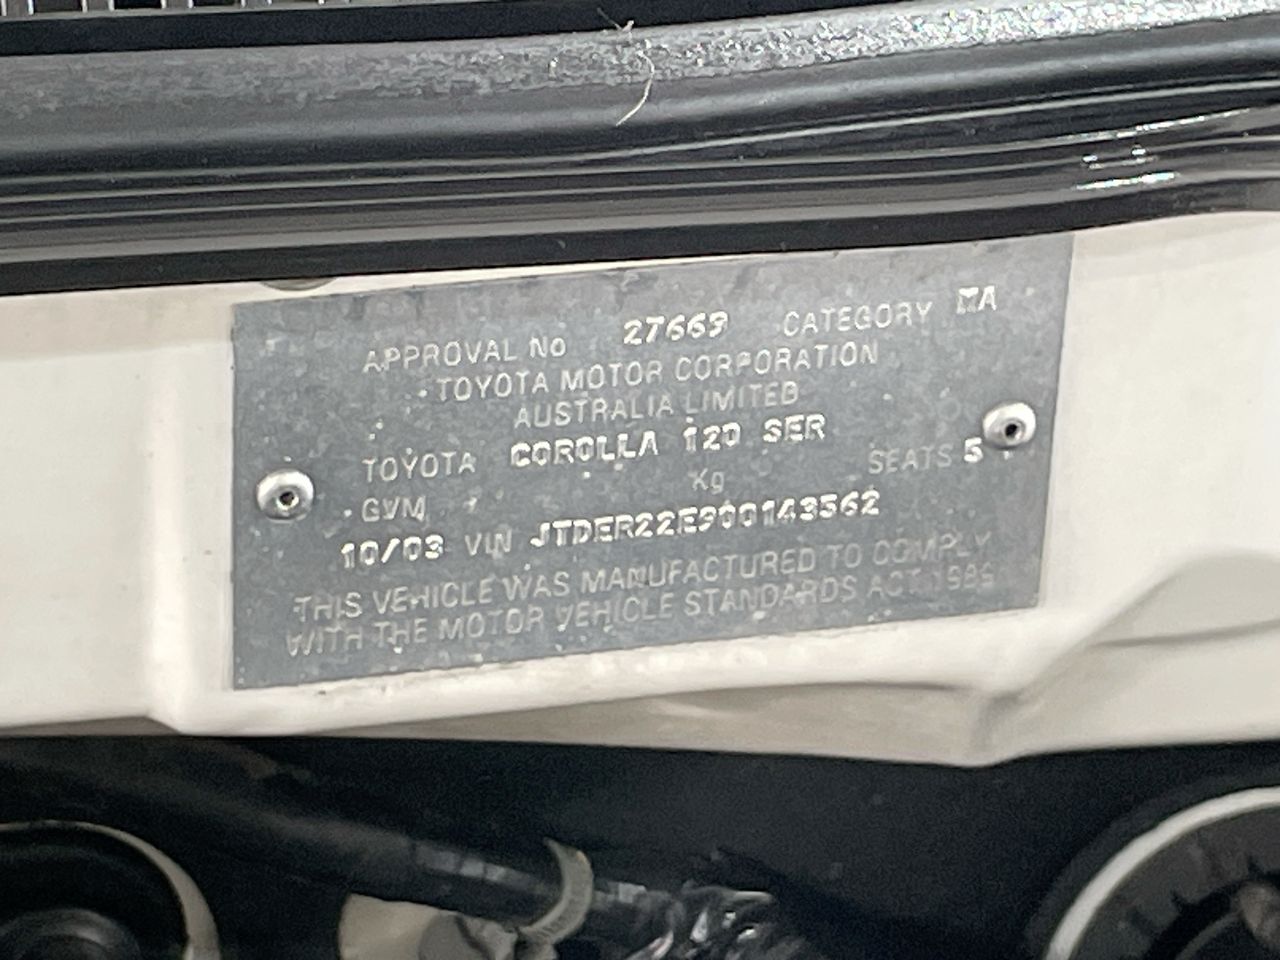 APPROVAL No 27669 CATEGORY MA
TOYOTA MOTOR CORPORATION
AUSTRALIA LIMITED
TOYOTA COROLLA 120 SER
GVM Kg SEATS 5
10/03 VIN JTDER22E900143562
THIS VEHICLE WAS MANUFACTURED TO COMPLY
WITH THE MOTOR VEHICLE STANDARDS ACT 1989